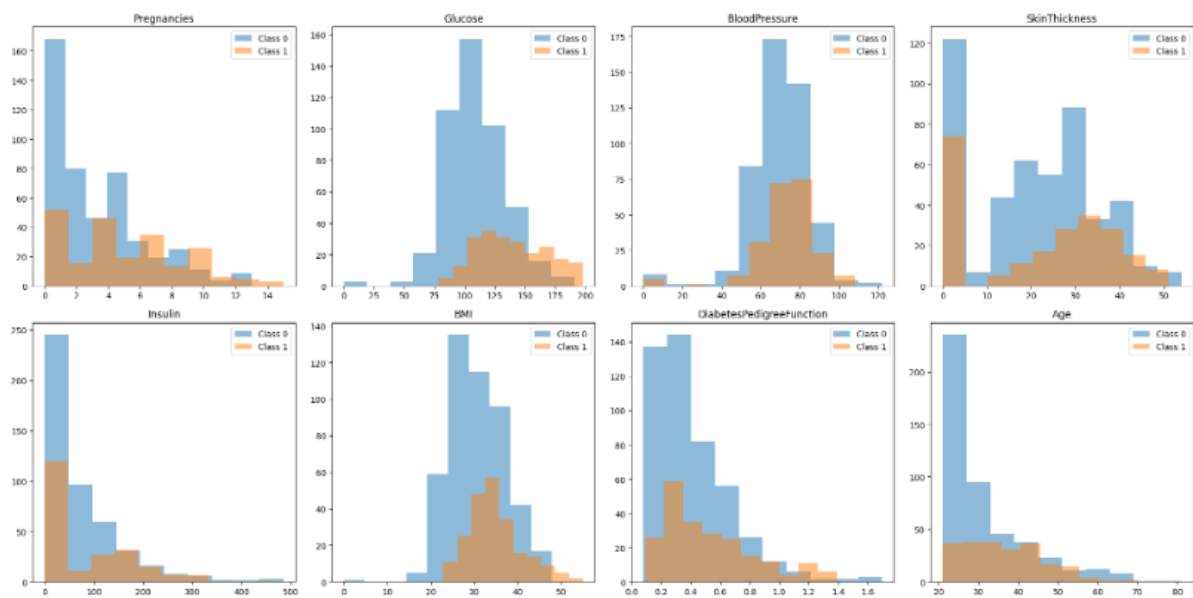 Pregnancies
Class 0
Class 1
160
140
120
100
80
60
40
20
0
0 2 4 6 8 10 12 14
Glucose
Class 0
Class 1
160
140
120
100
80
60
40
20
0
0 25 50 75 100 125 150 175 200
BloodPressure
Class 0
Class 1
175
150
125
100
75
50
25
0
0 20 40 60 80 100 120
SkinThickness
Class 0
Class 1
120
100
80
60
40
20
0
0 10 20 30 40 50
Insulin
Class 0
Class 1
250
200
150
100
50
0
0 100 200 300 400 500
BMI
Class 0
Class 1
140
120
100
80
60
40
20
0
0 10 20 30 40 50
DiabetesPedigreeFunction
Class 0
Class 1
140
120
100
80
60
40
20
0
0.0 0.2 0.4 0.6 0.8 1.0 1.2 1.4 1.6
Age
Class 0
Class 1
200
150
100
50
0
20 30 40 50 60 70 80